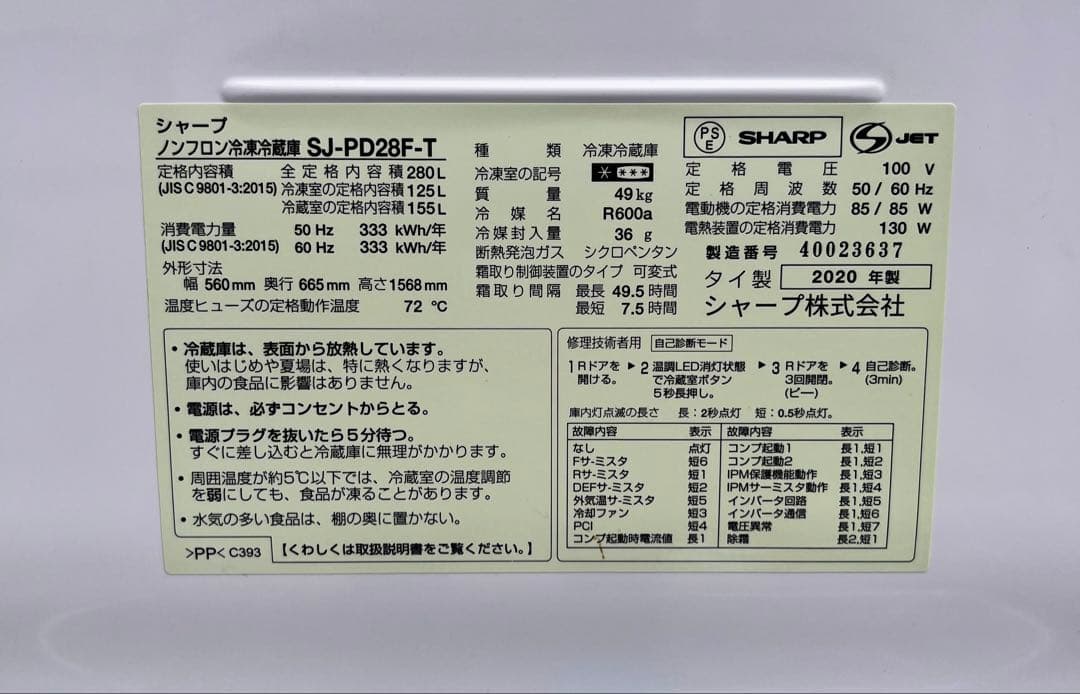 シャープ
ノンフロン冷凍冷蔵庫 SJ-PD28F-T
定格内容積 全定格内容積 280L
(JIS C 9801-3:2015) 冷凍室の定格内容積 125L
冷蔵室の定格内容積 155L
消費電力量 50 Hz 333 kWh/年
(JIS C 9801-3:2015) 60 Hz 333 kWh/年
外形寸法
幅 560mm 奥行 665mm 高さ1568mm
温度ヒューズの定格動作温度 72 ℃
種類 冷凍冷蔵庫
冷凍室の記号 * ***
質量 49kg
冷媒名 R600a
冷媒封入量 36 g
断熱発泡ガス シクロペンタン
霜取り制御装置のタイプ 可変式
霜取り間隔 最長 49.5時間
最短 7.5時間
PS E SHARP JET
定格電圧 100 V
定格周波数 50 / 60 Hz
電動機の定格消費電力 85 / 85 W
電熱装置の定格消費電力 130 W
製造番号 40023637
タイ製 2020 年製
シャープ株式会社
・冷蔵庫は、表面から放熱しています。
使いはじめや夏場は、特に熱くなりますが、
庫内の食品に影響はありません。
・電源は、必ずコンセントからとる。
・電源プラグを抜いたら5分待つ。
すぐに差し込むと冷蔵庫に無理がかかります。
・周囲温度が約5℃以下では、冷蔵室の温度調節
を弱にしても、食品が凍ることがあります。
・水気の多い食品は、棚の奥に置かない。
>PP< C393 【くわしくは取扱説明書をご覧ください。】
修理技術者用 自己診断モード
1 Rドアを ▶ 2 温調LED消灯状態 ▶ 3 Rドアを ▶ 4 自己診断。
開ける。 で冷蔵室ボタン 3回開閉。 (3min)
5秒長押し。 (ピー)
庫内灯点滅の長さ 長：2秒点灯 短：0.5秒点灯。
故障内容 表示 故障内容 表示
なし 点灯 コンプ起動1 長1,短1
Fサーミスタ 短6 コンプ起動2 長1,短2
Rサーミスタ 短1 IPM保護機能動作 長1,短3
DEFサーミスタ 短2 IPMサーミスタ動作 長1,短4
外気温サーミスタ 短5 インバータ回路 長1,短5
冷却ファン 短3 インバータ通信 長1,短6
PCI 短4 電圧異常 長1,短7
コンプ起動時電流値 長1 除霜 長2,短1